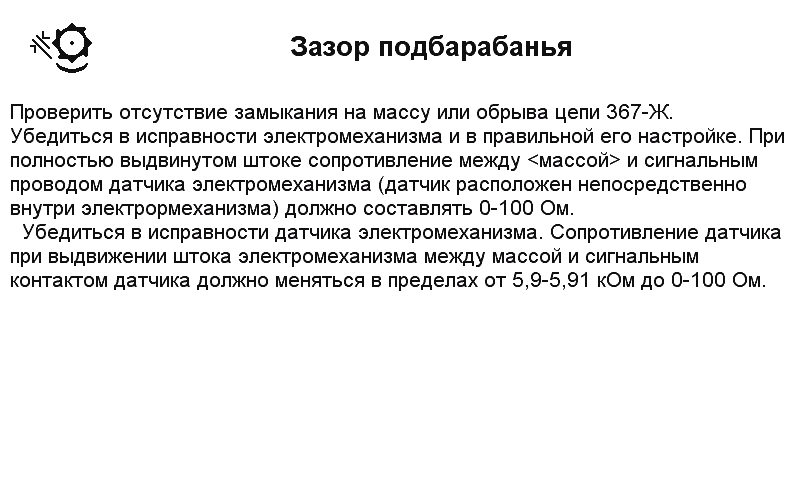 Зазор подбарабанья
Проверить отсутствие замыкания на массу или обрыва цепи 367-Ж.
Убедиться в исправности электромеханизма и в правильной его настройке. При
полностью выдвинутом штоке сопротивление между <массой> и сигнальным
проводом датчика электромеханизма (датчик расположен непосредственно
внутри электрормеханизма) должно составлять 0-100 Ом.
Убедиться в исправности датчика электромеханизма. Сопротивление датчика
при выдвижении штока электромеханизма между массой и сигнальным
контактом датчика должно меняться в пределах от 5,9-5,91 кОм до 0-100 Ом.